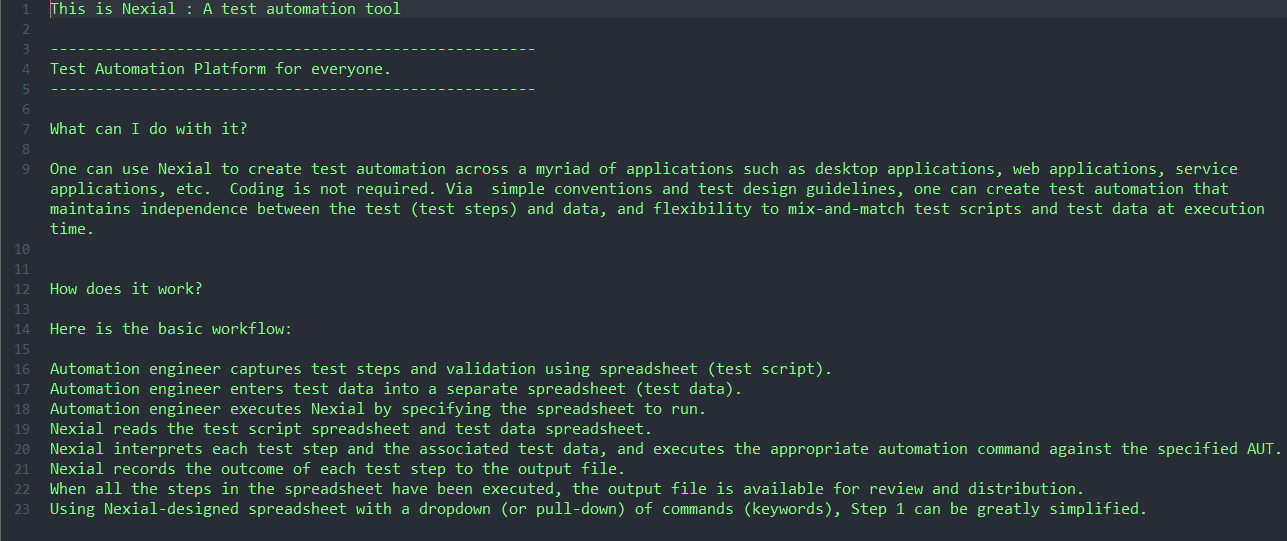 1 This is Nexial : A test automation tool
2
3 ------------------------------------------------------
4 Test Automation Platform for everyone.
5 ------------------------------------------------------
6
7 What can I do with it?
8
9 One can use Nexial to create test automation across a myriad of applications such as desktop applications, web applications, service
applications, etc.  Coding is not required. Via  simple conventions and test design guidelines, one can create test automation that
maintains independence between the test (test steps) and data, and flexibility to mix-and-match test scripts and test data at execution
time.
10
11
12 How does it work?
13
14 Here is the basic workflow:
15
16 Automation engineer captures test steps and validation using spreadsheet (test script).
17 Automation engineer enters test data into a separate spreadsheet (test data).
18 Automation engineer executes Nexial by specifying the spreadsheet to run.
19 Nexial reads the test script spreadsheet and test data spreadsheet.
20 Nexial interprets each test step and the associated test data, and executes the appropriate automation command against the specified AUT.
21 Nexial records the outcome of each test step to the output file.
22 When all the steps in the spreadsheet have been executed, the output file is available for review and distribution.
23 Using Nexial-designed spreadsheet with a dropdown (or pull-down) of commands (keywords), Step 1 can be greatly simplified.